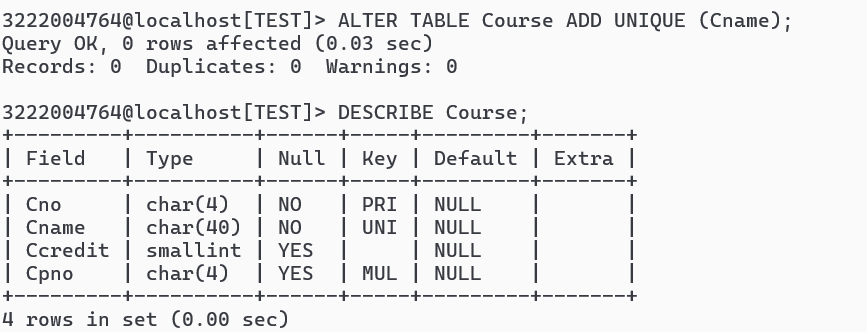 3222004764@localhost[TEST]> ALTER TABLE Course ADD UNIQUE (Cname);
Query OK, 0 rows affected (0.03 sec)
Records: 0  Duplicates: 0  Warnings: 0

3222004764@localhost[TEST]> DESCRIBE Course;
+---------+----------+------+-----+---------+-------+
| Field   | Type     | Null | Key | Default | Extra |
+---------+----------+------+-----+---------+-------+
| Cno     | char(4)  | NO   | PRI | NULL    |       |
| Cname   | char(40) | NO   | UNI | NULL    |       |
| Ccredit | smallint | YES  |     | NULL    |       |
| Cpno    | char(4)  | YES  | MUL | NULL    |       |
+---------+----------+------+-----+---------+-------+
4 rows in set (0.00 sec)